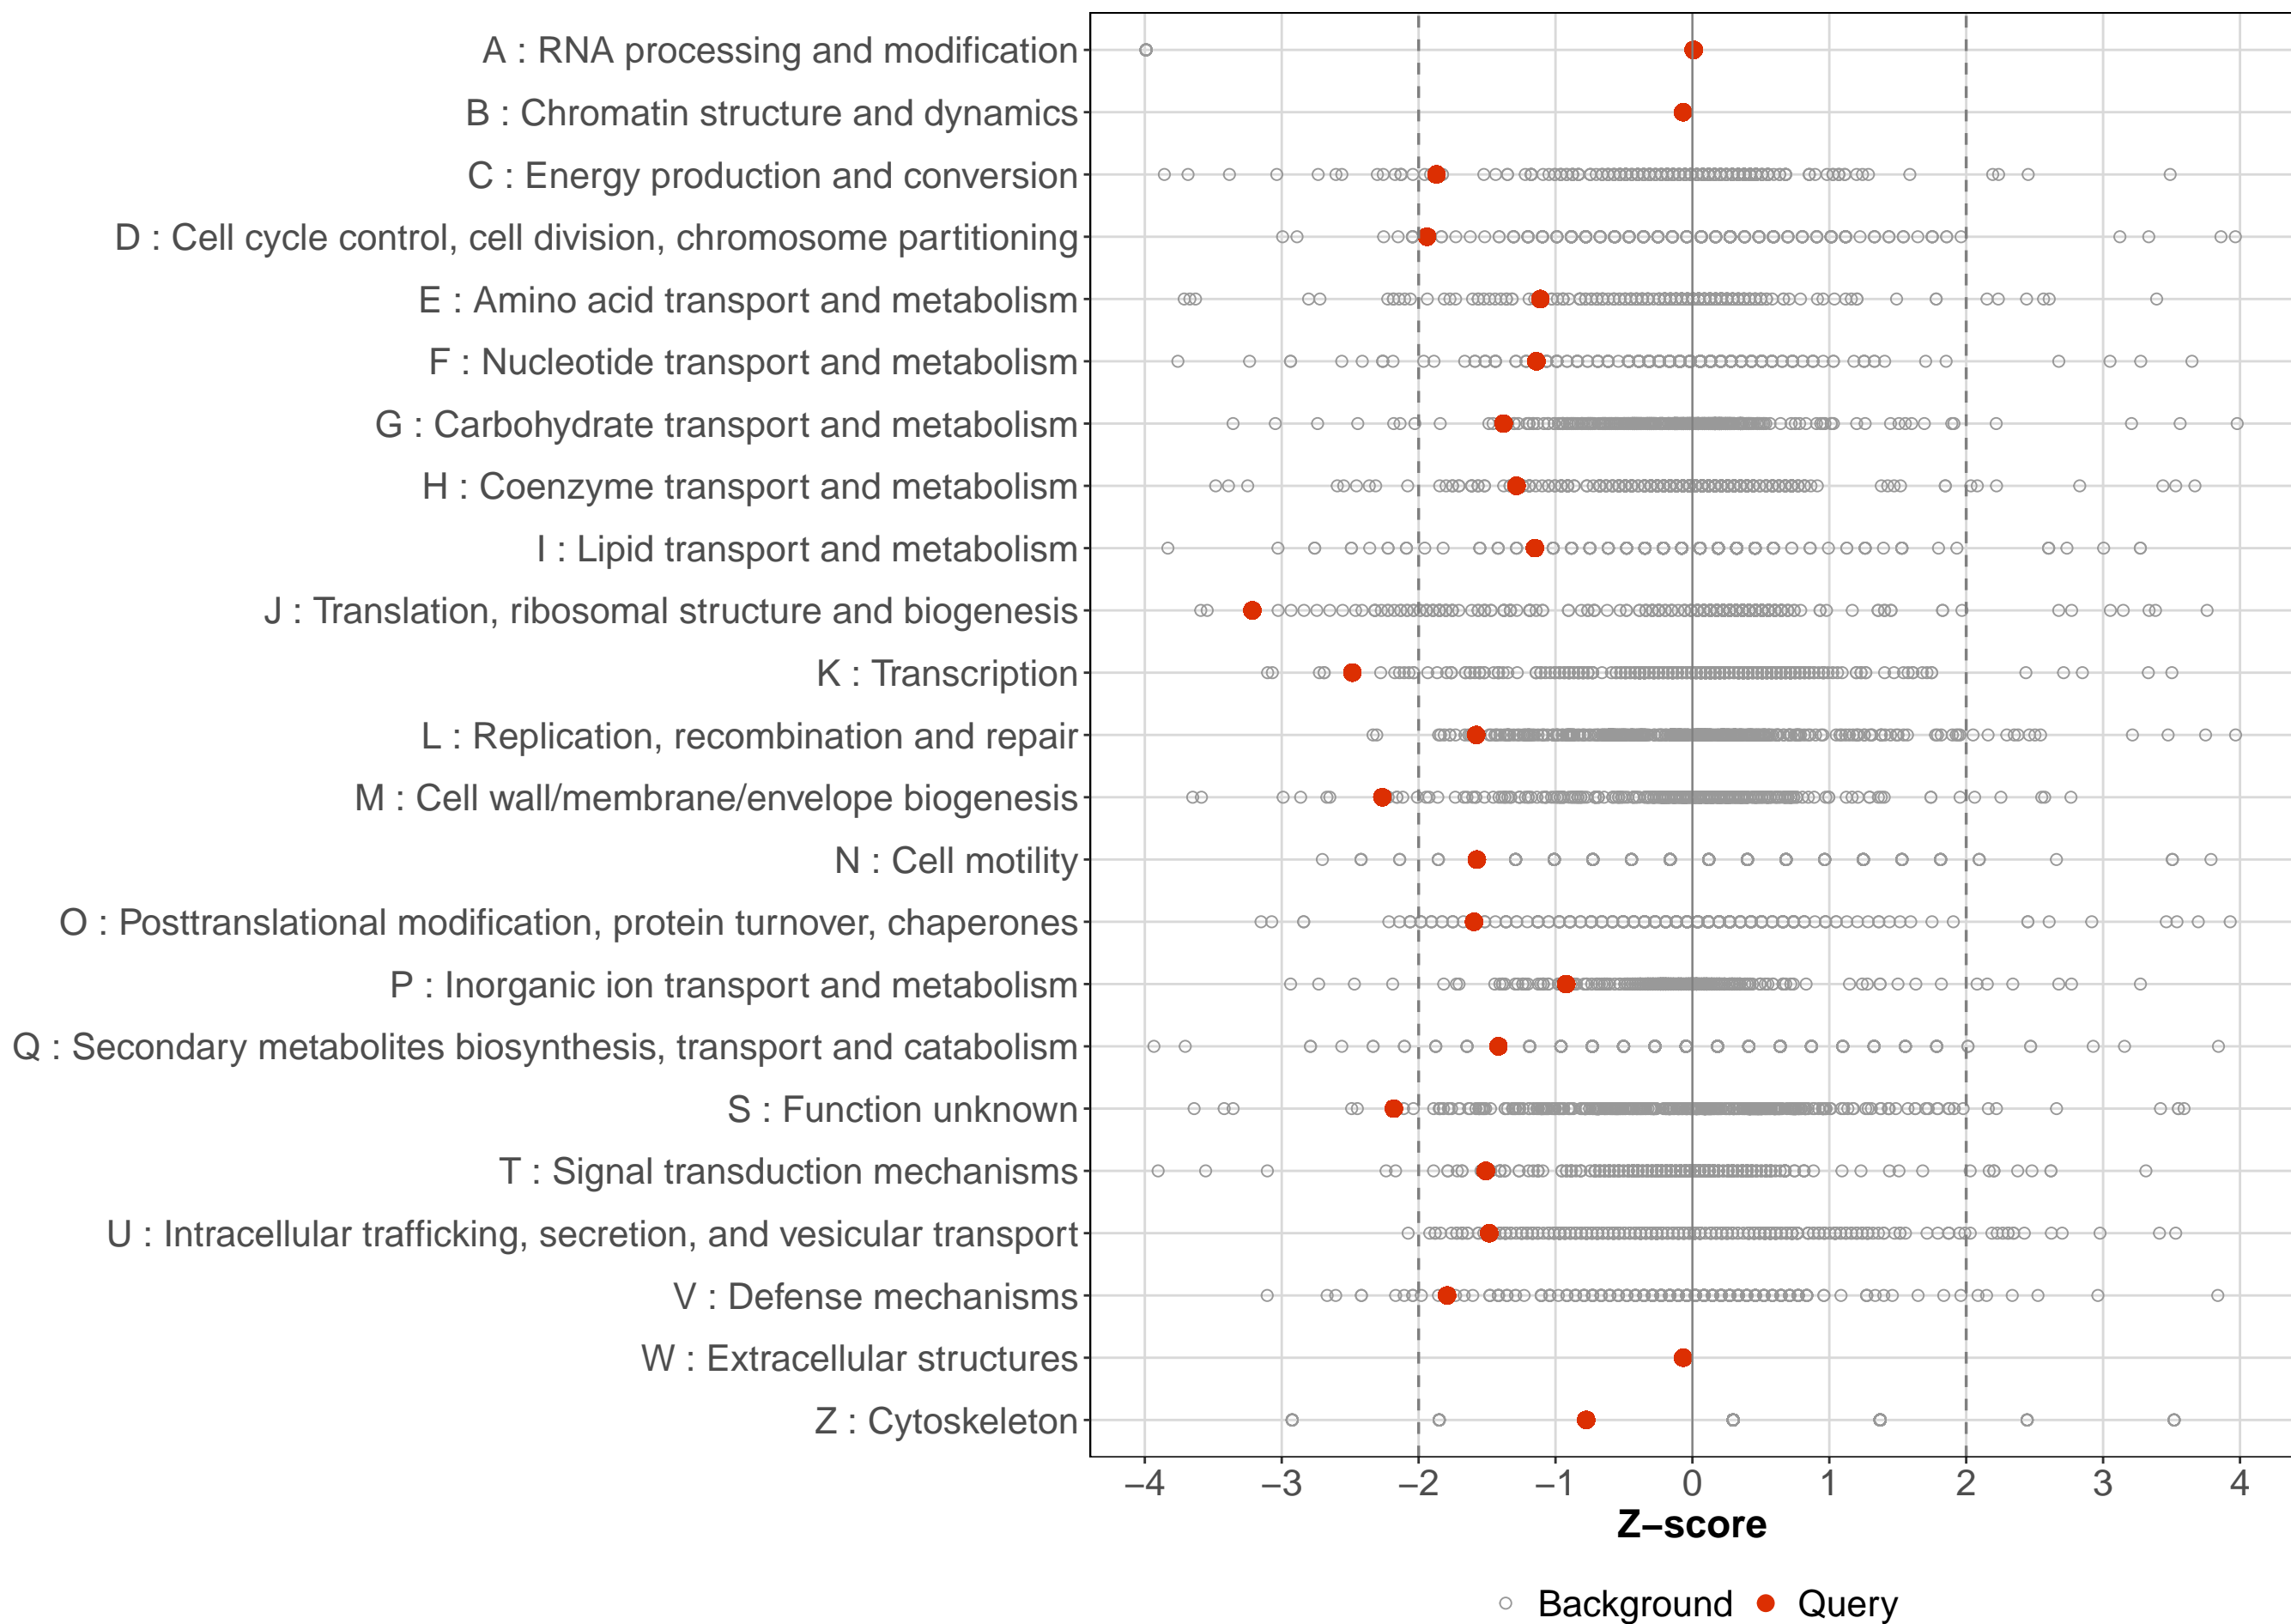 A : RNA processing and modification
B : Chromatin structure and dynamics
C : Energy production and conversion
D : Cell cycle control, cell division, chromosome partitioning
E : Amino acid transport and metabolism
F : Nucleotide transport and metabolism
G : Carbohydrate transport and metabolism
H : Coenzyme transport and metabolism
I : Lipid transport and metabolism
J : Translation, ribosomal structure and biogenesis
K : Transcription
L : Replication, recombination and repair
M : Cell wall/membrane/envelope biogenesis
N : Cell motility
O : Posttranslational modification, protein turnover, chaperones
P : Inorganic ion transport and metabolism
Q : Secondary metabolites biosynthesis, transport and catabolism
S : Function unknown
T : Signal transduction mechanisms
U : Intracellular trafficking, secretion, and vesicular transport
V : Defense mechanisms
W : Extracellular structures
Z : Cytoskeleton
−4 −3 −2 −1 0 1 2 3 4
Z−score
Background Query